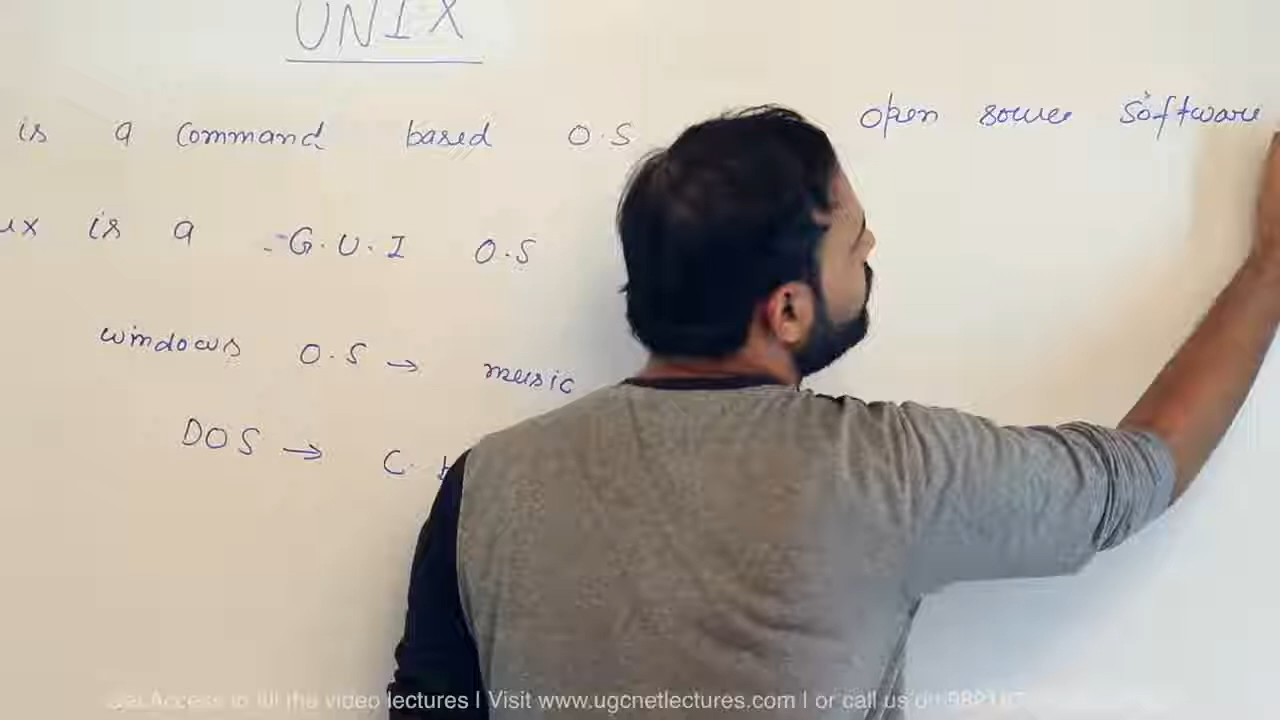 UNIX
is a command based O.S
ux is a G.U.I O.S
windows O.S → music
DOS → C.
open source software
Get Access to all the video lectures | Visit www.ugcnetlectures.com | or call us on